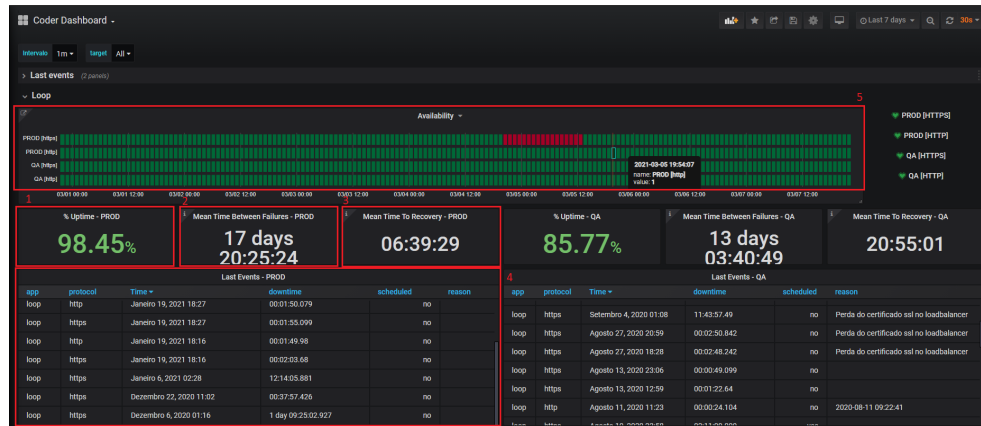 Coder Dashboard
Last 7 days
30s
Intervalo 1m target All
Last events (2 panels)
Loop
5
Availability
PROD [https]
PROD [http]
QA [https]
QA [http]
2021-03-05 19:54:07
name: PROD [http]
value: 1
03/01 00:00 03/01 12:00 03/02 00:00 03/02 12:00 03/03 00:00 03/03 12:00 03/04 00:00 03/04 12:00 03/05 00:00 03/05 12:00 03/06 00:00 03/06 12:00 03/07 00:00 03/07 12:00
PROD [HTTPS]
PROD [HTTP]
QA [HTTPS]
QA [HTTP]
1
% Uptime - PROD
98.45%
2
Mean Time Between Failures - PROD
17 days
20:25:24
3
Mean Time To Recovery - PROD
06:39:29
% Uptime - QA
85.77%
Mean Time Between Failures - QA
13 days
03:40:49
Mean Time To Recovery - QA
20:55:01
Last Events - PROD
app protocol Time downtime scheduled reason
loop http Janeiro 19, 2021 18:27 00:01:50.079 no
loop https Janeiro 19, 2021 18:27 00:01:55.099 no
loop http Janeiro 19, 2021 18:16 00:01:49.98 no
loop https Janeiro 19, 2021 18:16 00:02:03.68 no
loop https Janeiro 6, 2021 02:28 12:14:05.881 no
loop https Dezembro 22, 2020 11:02 00:37:57.426 no
loop https Dezembro 6, 2020 01:16 1 day 09:25:02.927 no
4
Last Events - QA
app protocol Time downtime scheduled reason
loop https Setembro 4, 2020 01:08 11:43:57.49 no Perda do certificado ssl no loadbalancer
loop https Agosto 27, 2020 20:59 00:02:50.842 no Perda do certificado ssl no loadbalancer
loop https Agosto 27, 2020 18:28 00:02:48.242 no Perda do certificado ssl no loadbalancer
loop https Agosto 13, 2020 23:06 00:00:49.099 no
loop https Agosto 13, 2020 12:59 00:01:22.64 no
loop http Agosto 11, 2020 11:23 00:00:24.104 no 2020-08-11 09:22:41